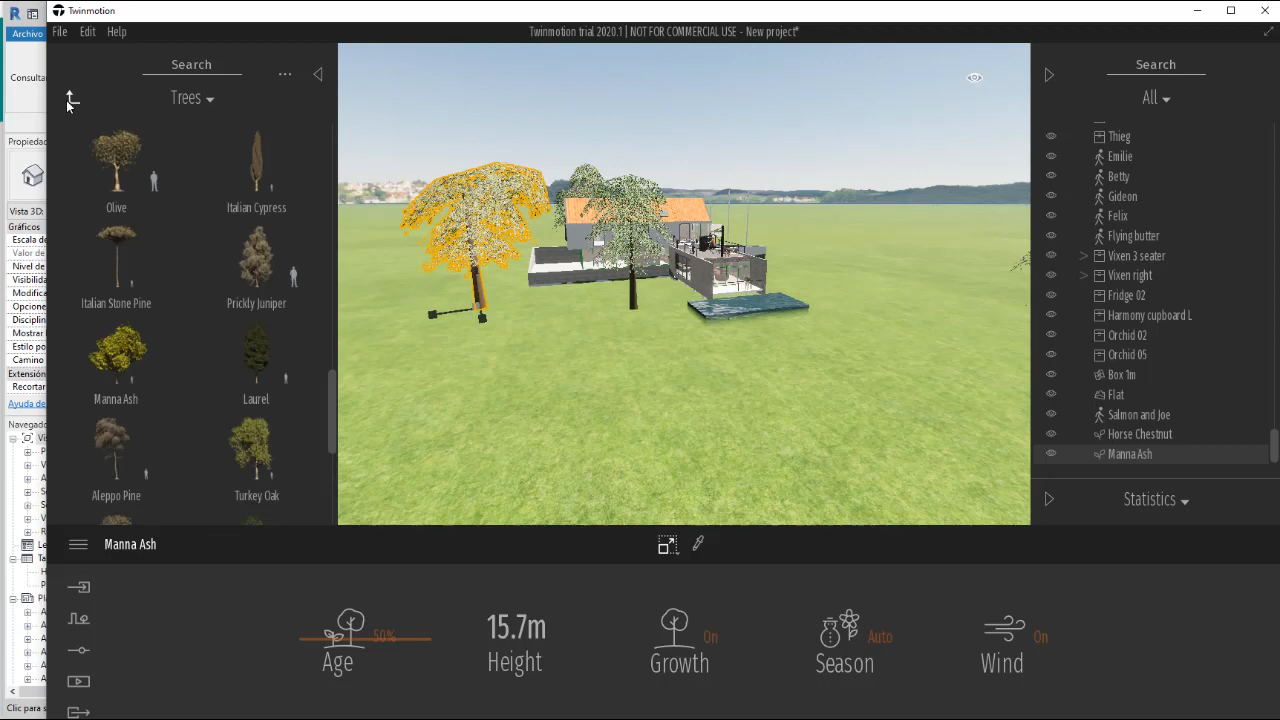 Twinmotion
Archivo
File Edit Help
Twinmotion trial 2020.1 | NOT FOR COMMERCIAL USE - New project*
Consultar
Search
...
Trees
Olive
Italian Cypress
Italian Stone Pine
Prickly Juniper
Manna Ash
Laurel
Aleppo Pine
Turkey Oak
Search
All
Thieg
Emilie
Betty
Gideon
Felix
Flying butter
Vixen 3 seater
Vixen right
Fridge 02
Harmony cupboard L
Orchid 02
Orchid 05
Box 1m
Flat
Salmon and Joe
Horse Chestnut
Manna Ash
Statistics
Propiedad
Vista 3D:
Gráficos
Escala de
Valor de
Nivel de
Visibilida
Modifica
Opcione
Disciplin
Mostrar
Estilo po
Camino
Extensión
Recortar
Ayuda de
Navegado
Manna Ash
50%
Age
15.7m
Height
On
Growth
Auto
Season
On
Wind
Clic para s